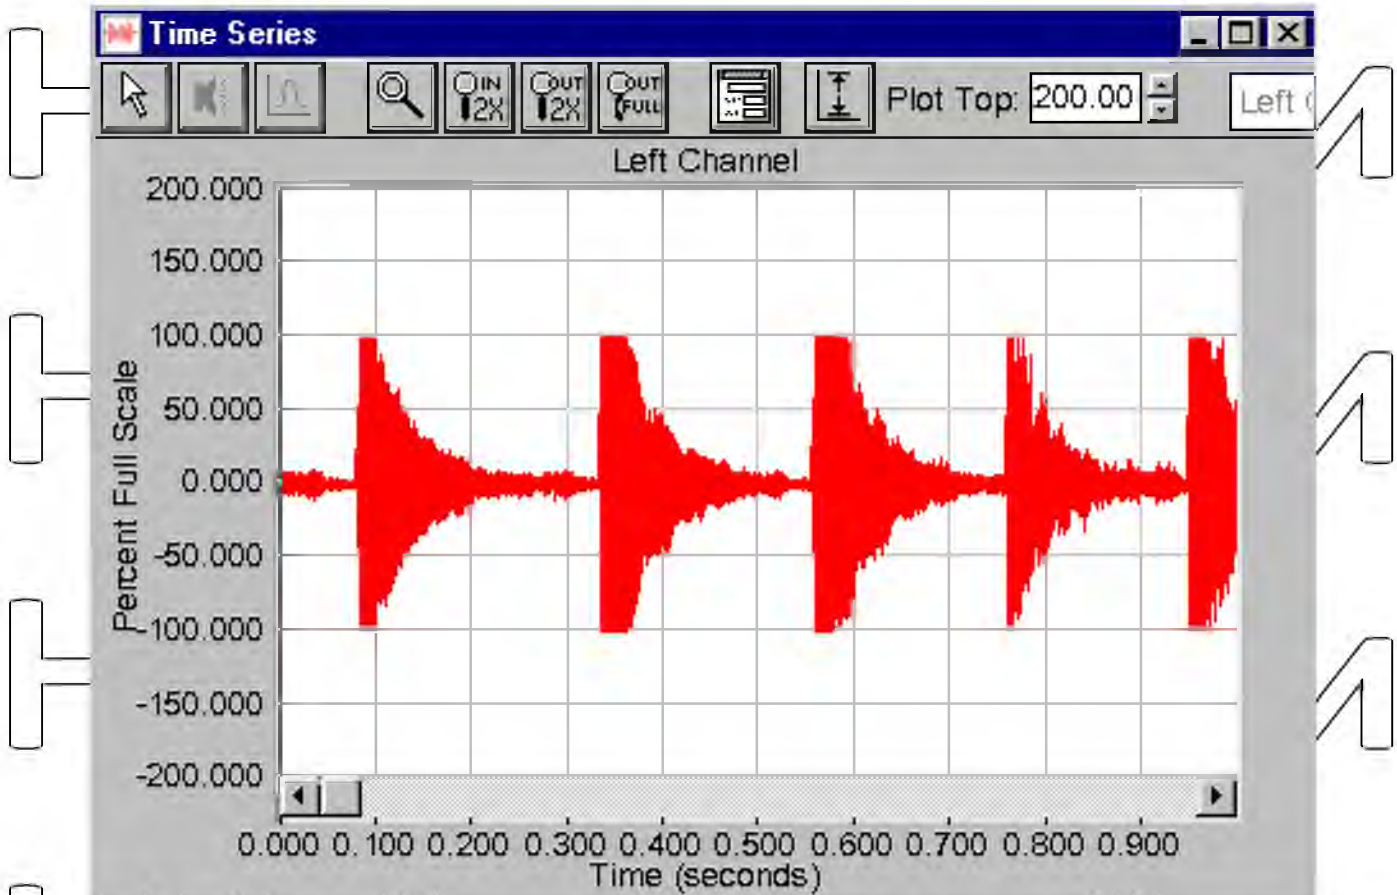 Time Series
IN 2X OUT 2X OUT FULL Plot Top: 200.00 Left
Left Channel
200.000
150.000
100.000
50.000
0.000
-50.000
-100.000
-150.000
-200.000
Percent Full Scale
0.000 0.100 0.200 0.300 0.400 0.500 0.600 0.700 0.800 0.900
Time (seconds)